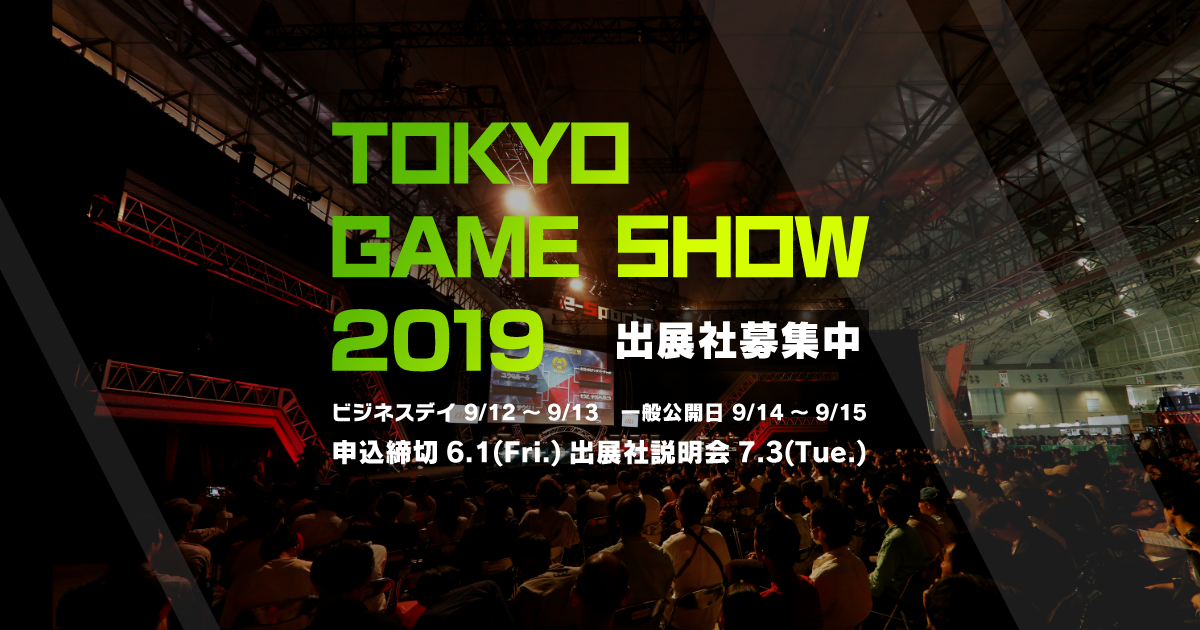 TOKYO
GAME SHOW
2019 出展社募集中
ビジネスデイ 9/12 ~ 9/13 一般公開日 9/14 ~ 9/15
申込締切 6.1(Fri.) 出展社説明会 7.3(Tue.)
e-Sports